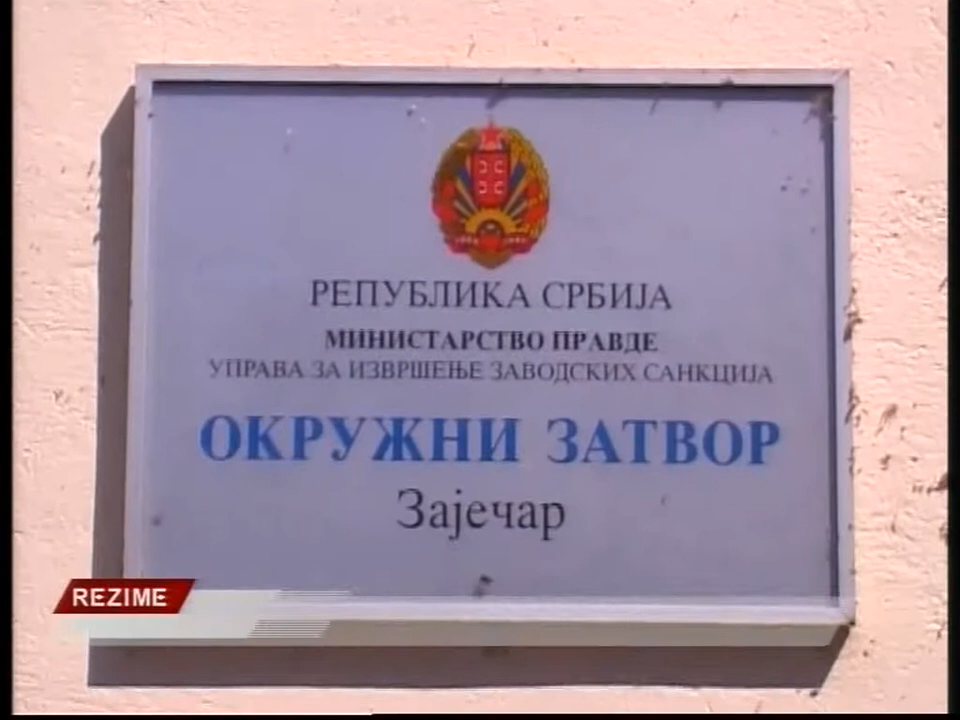 РЕПУБЛИКА СРБИЈА
МИНИСТАРСТВО ПРАВДЕ
УПРАВА ЗА ИЗВРШЕЊЕ ЗАВОДСКИХ САНКЦИЈА
ОКРУЖНИ ЗАТВОР
Зајечар
REZIME